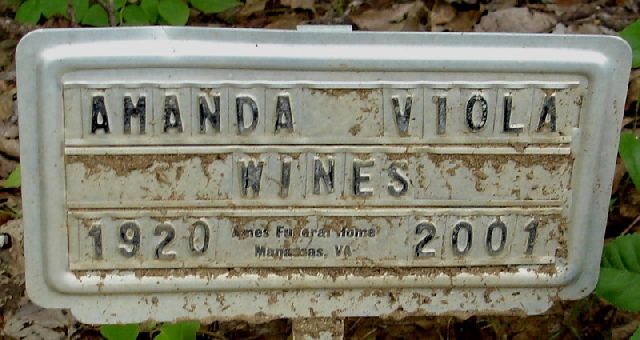 AMANDA VIOLA
WINES
1920 Ames Funeral Home 2001
Manassas, VA